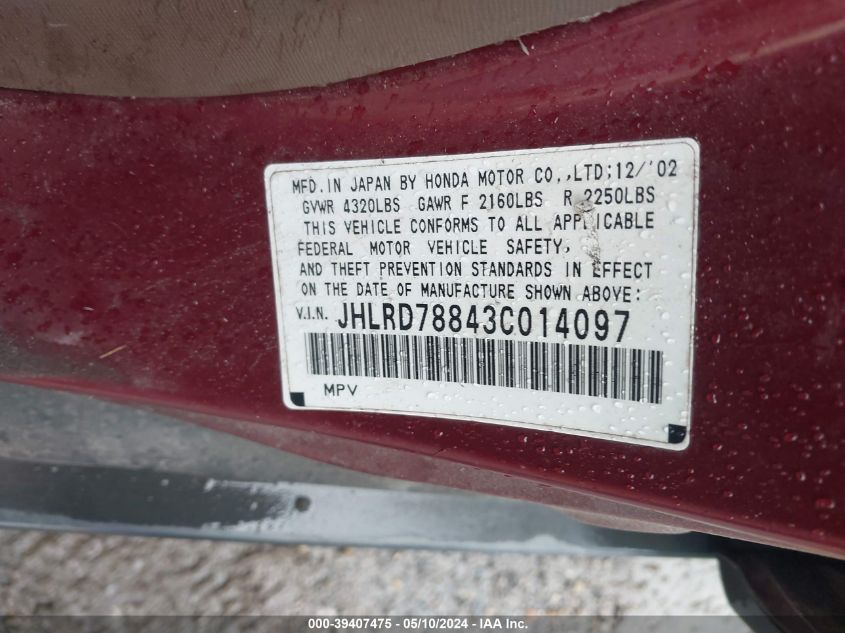 MFD. IN JAPAN BY HONDA MOTOR CO.,LTD;12/'02
GVWR 4320LBS GAWR F 2160LBS R 2250LBS
THIS VEHICLE CONFORMS TO ALL APPLICABLE
FEDERAL MOTOR VEHICLE SAFETY,
AND THEFT PREVENTION STANDARDS IN EFFECT
ON THE DATE OF MANUFACTURE SHOWN ABOVE:
V.I.N. JHLRD78843C014097
MPV
000-39407475 - 05/10/2024 - IMPACT AUCTIONS, INC.